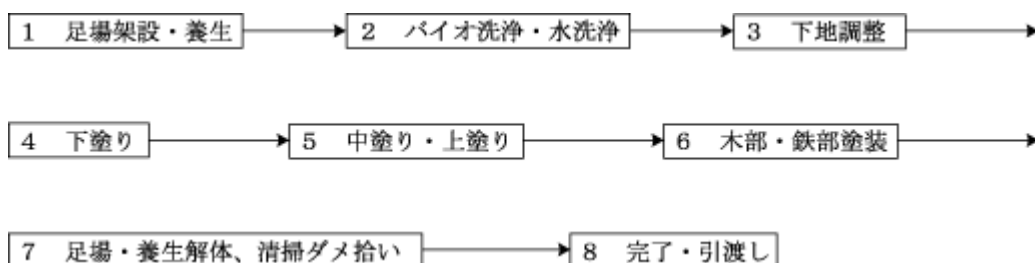 1 足場架設・養生
2 バイオ洗浄・水洗浄
3 下地調整
4 下塗り
5 中塗り・上塗り
6 木部・鉄部塗装
7 足場・養生解体、清掃ダメ拾い
8 完了・引渡し